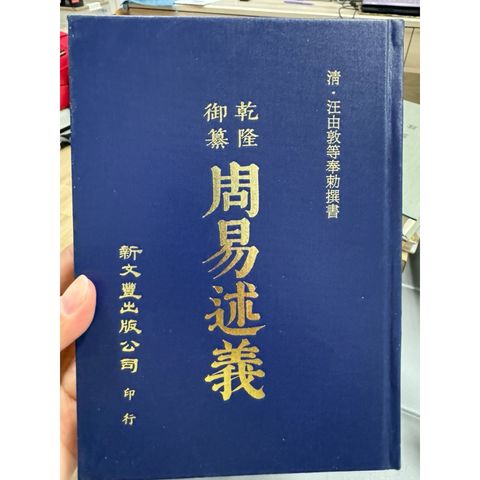 清・汪由敦等奉勅撰書
乾隆
御纂
周易述義
新文豐出版公司 印行